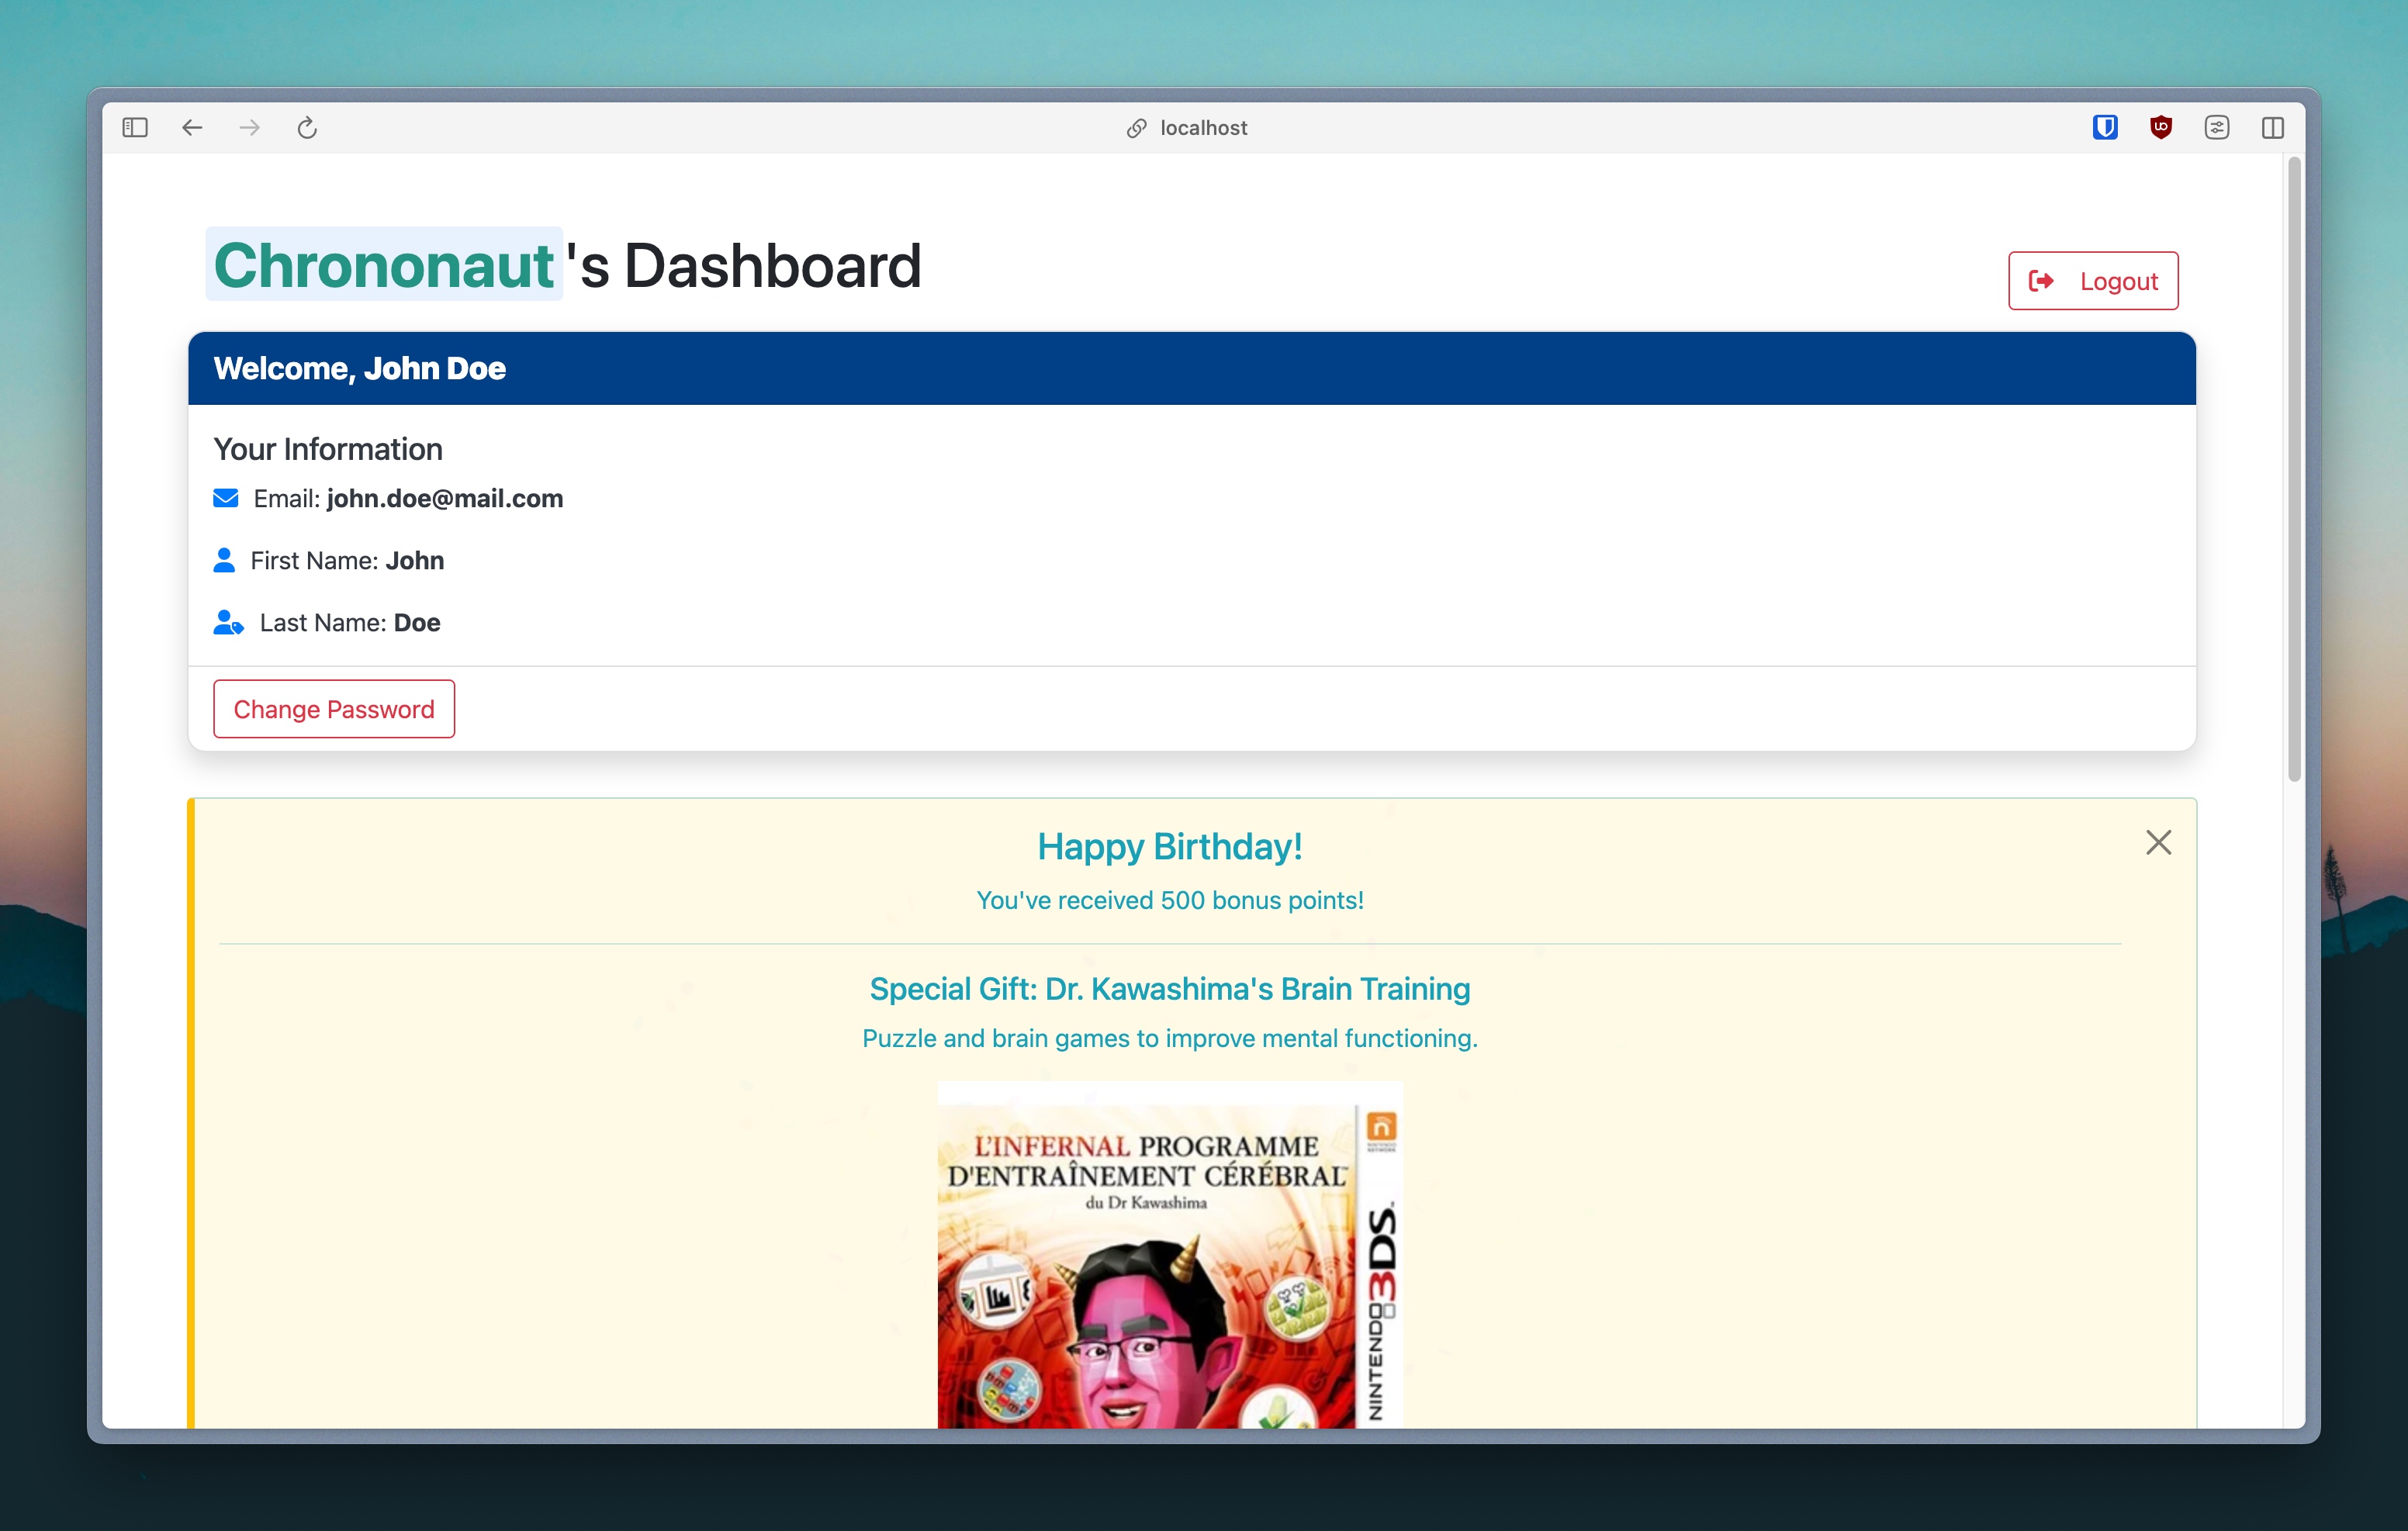 localhost
Chrononaut's Dashboard
Logout
Welcome, John Doe
Your Information
Email: john.doe@mail.com
First Name: John
Last Name: Doe
Change Password
Happy Birthday!
You've received 500 bonus points!
Special Gift: Dr. Kawashima's Brain Training
Puzzle and brain games to improve mental functioning.
L'INFERNAL PROGRAMME
D'ENTRAÎNEMENT CÉRÉBRAL™
du Dr Kawashima
NINTENDO 3DS